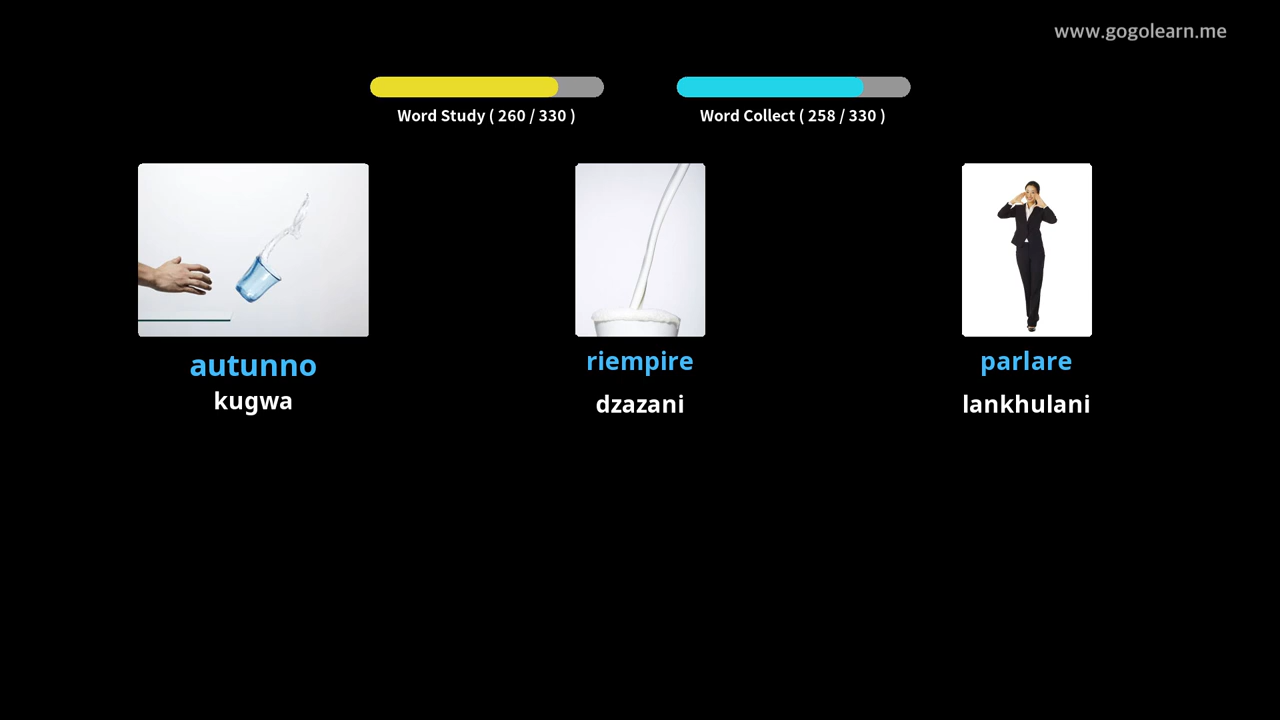 www.gogolearn.me
Word Study ( 260 / 330 )
Word Collect ( 258 / 330 )
autunno
kugwa
riempire
dzazani
parlare
lankhulani